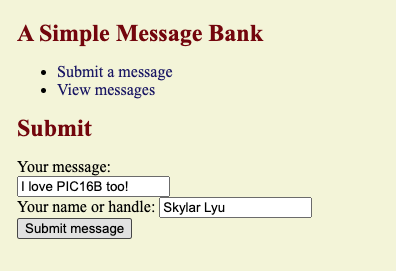 A Simple Message Bank
Submit a message
View messages
Submit
Your message:
I love PIC16B too!
Your name or handle: Skylar Lyu
Submit message